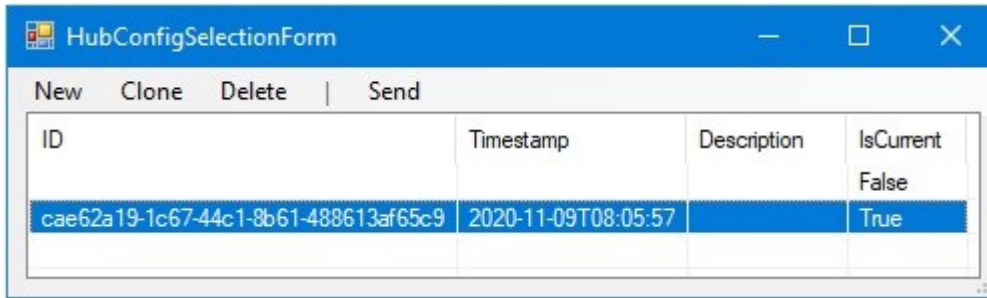 HubConfigSelectionForm
New Clone Delete | Send
ID Timestamp Description IsCurrent
False
cae62a19-1c67-44c1-8b61-488613af65c9 2020-11-09T08:05:57 True